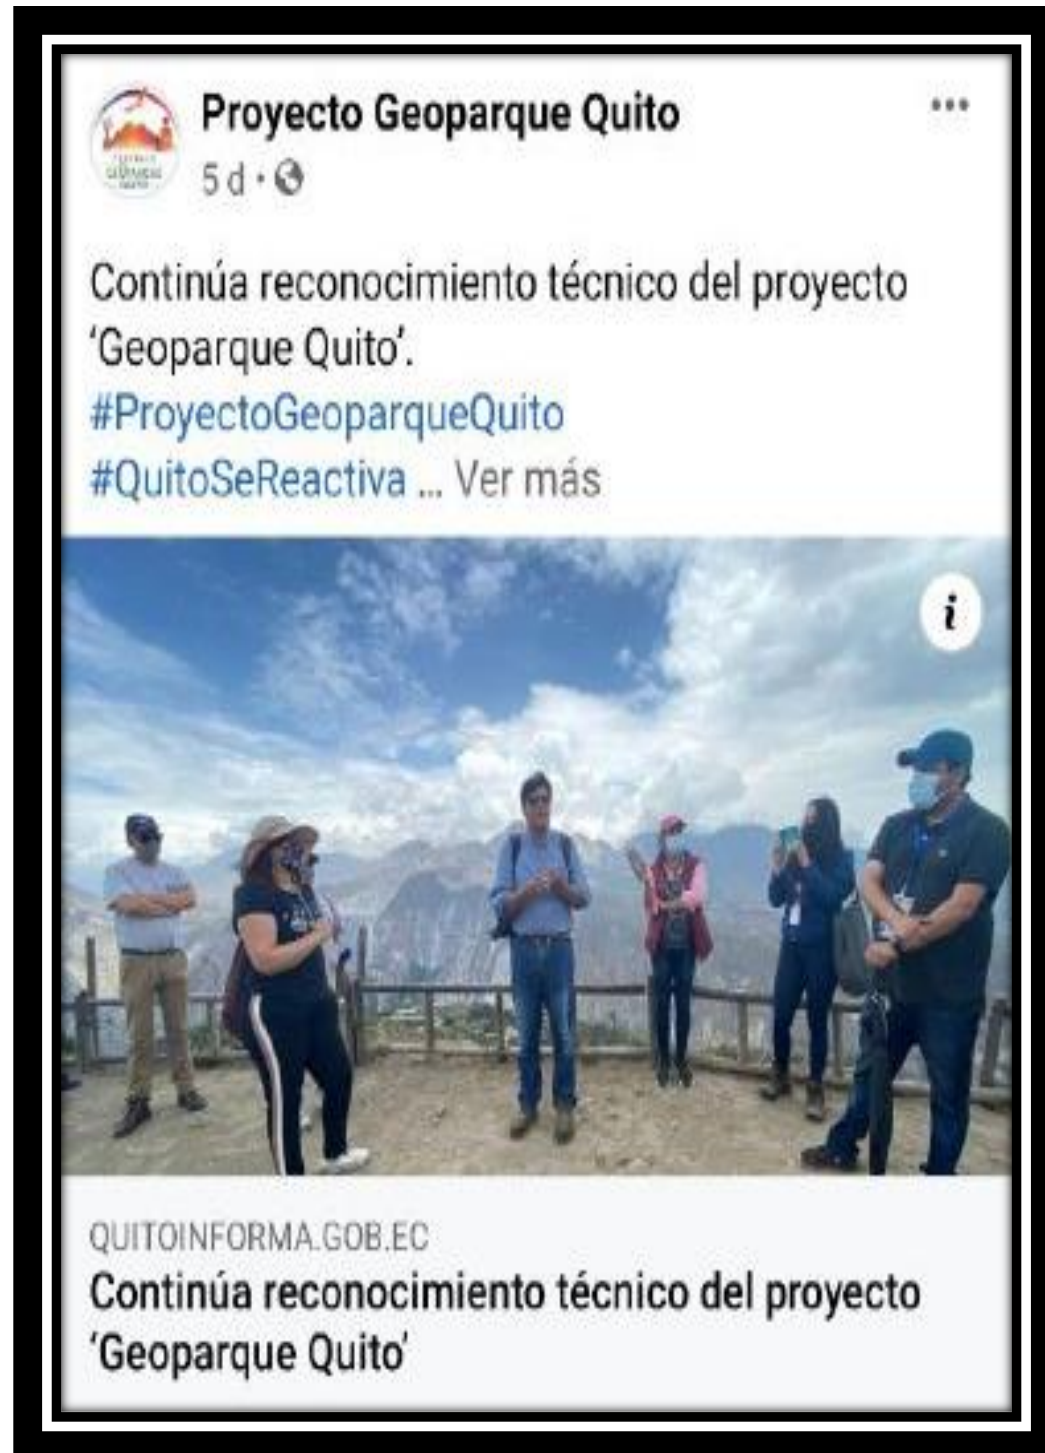 Proyecto Geoparque Quito
5 d
Continúa reconocimiento técnico del proyecto
‘Geoparque Quito’.
#ProyectoGeoparqueQuito
#QuitoSeReactiva ... Ver más
i
QUITOINFORMA.GOB.EC
Continúa reconocimiento técnico del proyecto
‘Geoparque Quito’